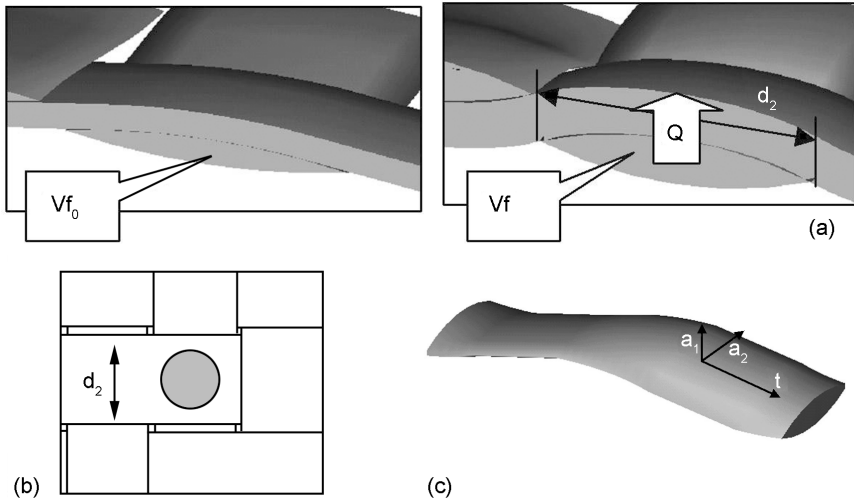 Vf₀
d₂
Q
Vf
(a)
d₂
(b)
a₁
a₂
t
(c)